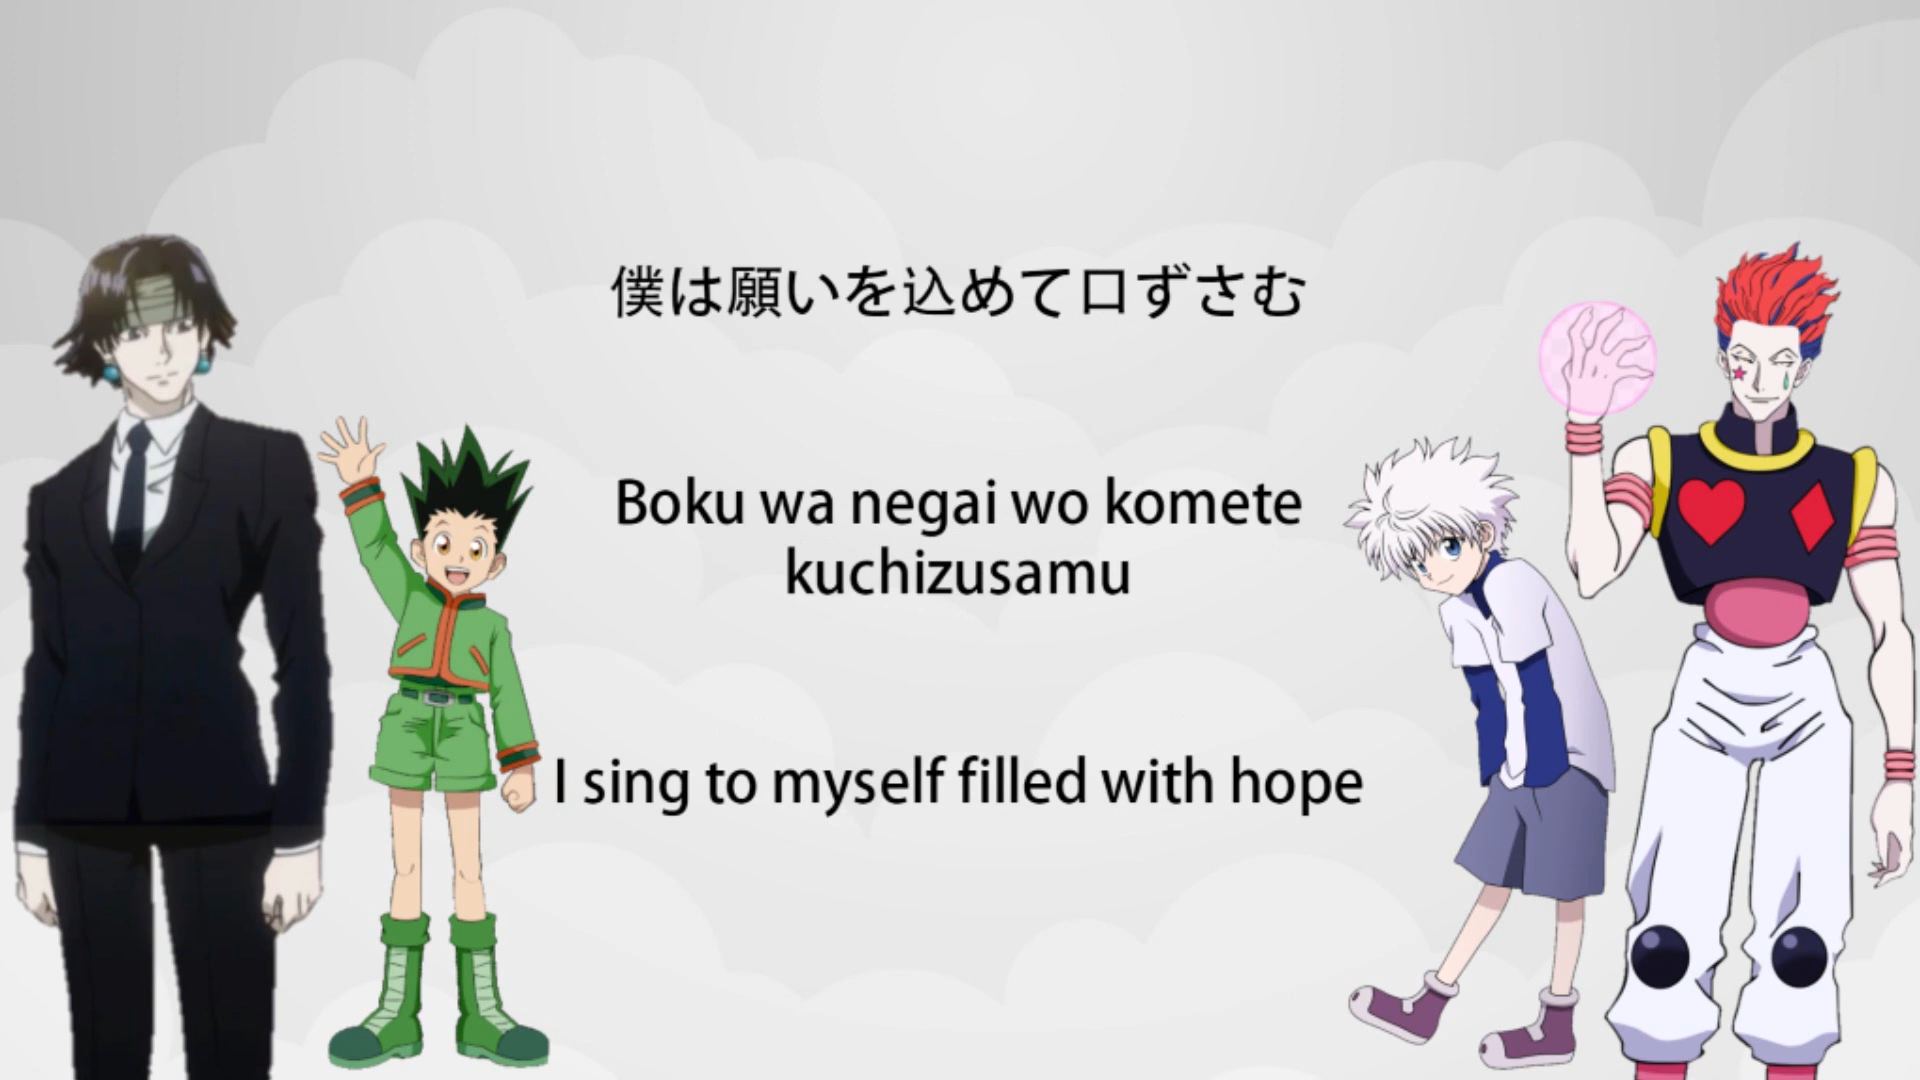 僕は願いを込めて口ずさむ
Boku wa negai wo komete
kuchizusamu
I sing to myself filled with hope